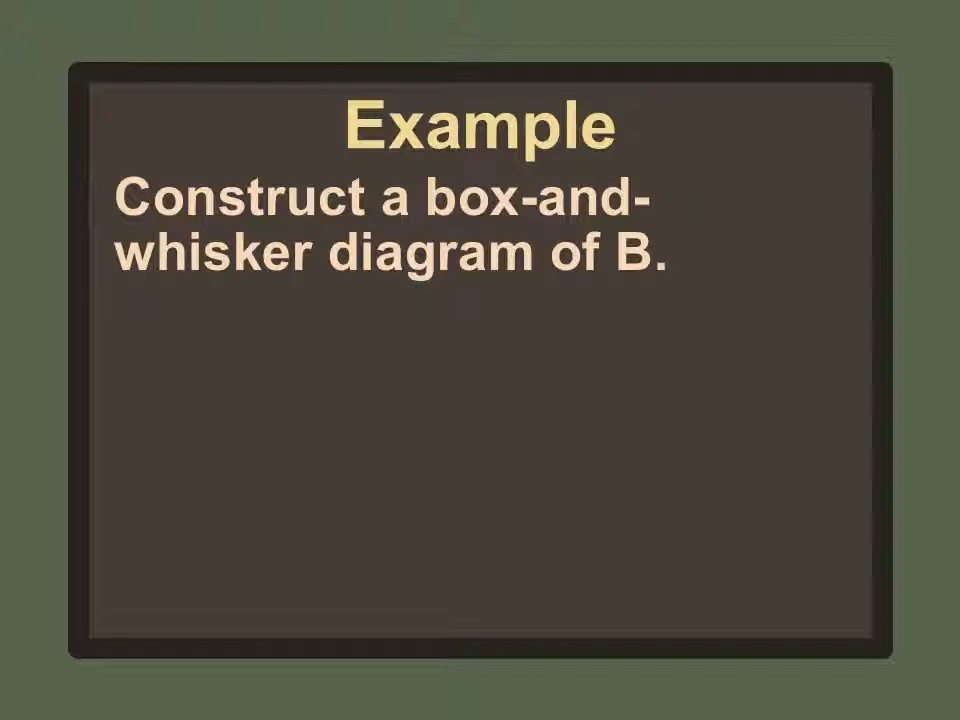 Example
Construct a box-and-
whisker diagram of B.